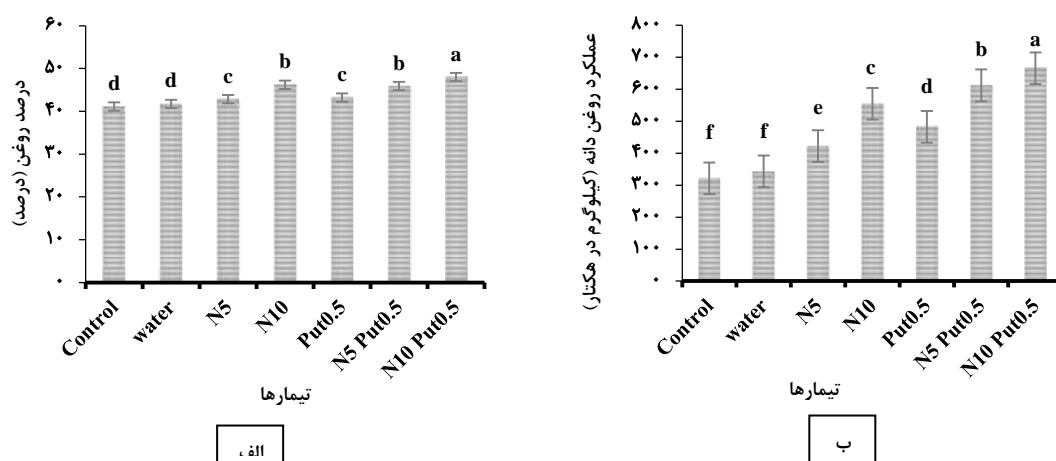 درصد روغن (درصد)
۶۰
۵۰
۴۰
۳۰
۲۰
۱۰
۰
d
d
c
b
c
b
a
Control
water
N5
N10
Put0.5
N5 Put0.5
N10 Put0.5
تیمارها
الف
عملکرد روغن دانه (کیلوگرم در هکتار)
۸۰۰
۷۰۰
۶۰۰
۵۰۰
۴۰۰
۳۰۰
۲۰۰
۱۰۰
۰
f
f
e
c
d
b
a
Control
water
N5
N10
Put0.5
N5 Put0.5
N10 Put0.5
تیمارها
ب